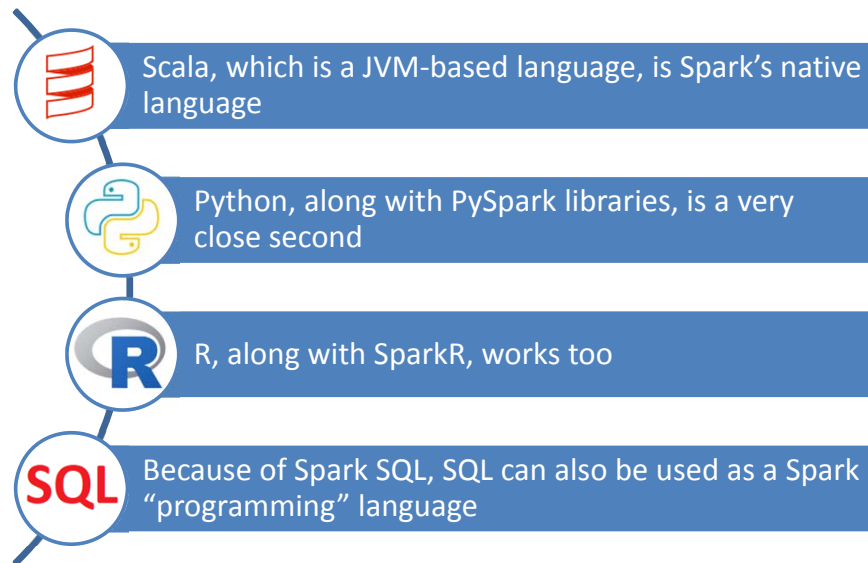 Scala, which is a JVM-based language, is Spark’s native
language
Python, along with PySpark libraries, is a very
close second
R
R, along with SparkR, works too
SQL
Because of Spark SQL, SQL can also be used as a Spark
“programming” language